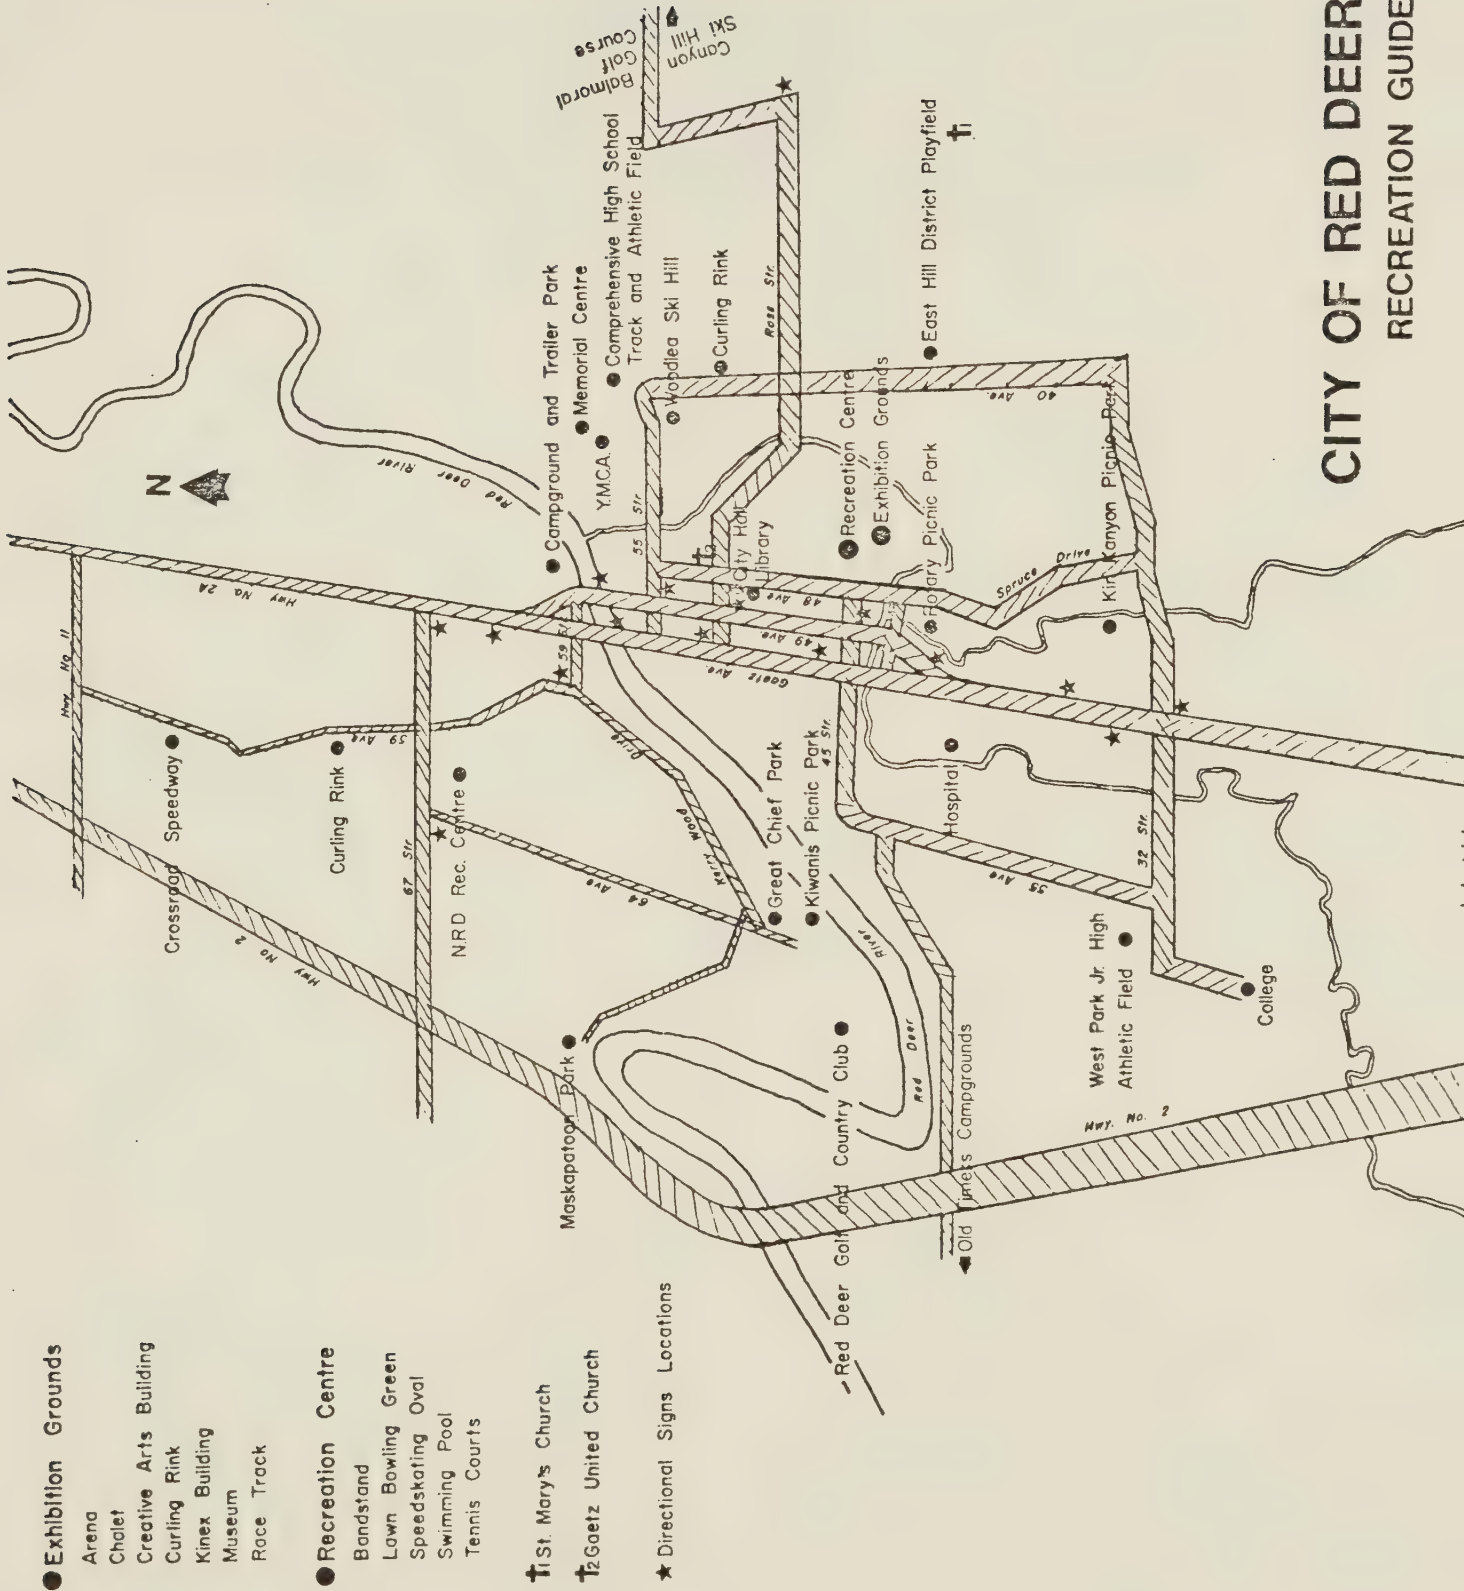 CITY OF RED DEER
RECREATION GUIDE
● Exhibition Grounds
Arena
Chalet
Creative Arts Building
Curling Rink
Kinex Building
Museum
Race Track
● Recreation Centre
Bandstand
Lawn Bowling Green
Speedskating Oval
Swimming Pool
Tennis Courts
†1 St. Mary's Church
†2 Gaetz United Church
★ Directional Signs Locations
N
Hwy No 11
Hwy No. 2A
Red Deer River
Crossroad Speedway
Curling Rink
59 Ave
67 Str
N.R.D Rec. Centre
64 Ave
Hwy No 2
Kerry Wood
Drive
59 St
Campground and Trailer Park
Memorial Centre
Y.M.C.A.
Comprehensive High School
Track and Athletic Field
Balmoral
Golf
Course
Canyon
Ski Hill
55 Str
Woodlea Ski Hill
Curling Rink
Ross Str.
†2
City Hall
Library
48 Ave
49 Ave.
Gaetz Ave.
Recreation Centre
Exhibition Grounds
East Hill District Playfield
†1
40 Ave.
Rotary Picnic Park
Spruce Drive
Kin Kanyon Picnic Park
Great Chief Park
Kiwanis Picnic Park
45 Str.
Hospital
55 Ave
32 Str.
Maskapatoon Park
River
Red Deer
Red Deer Golf and Country Club
Old Timers Campgrounds
West Park Jr. High
Athletic Field
College
Hwy. No. 2